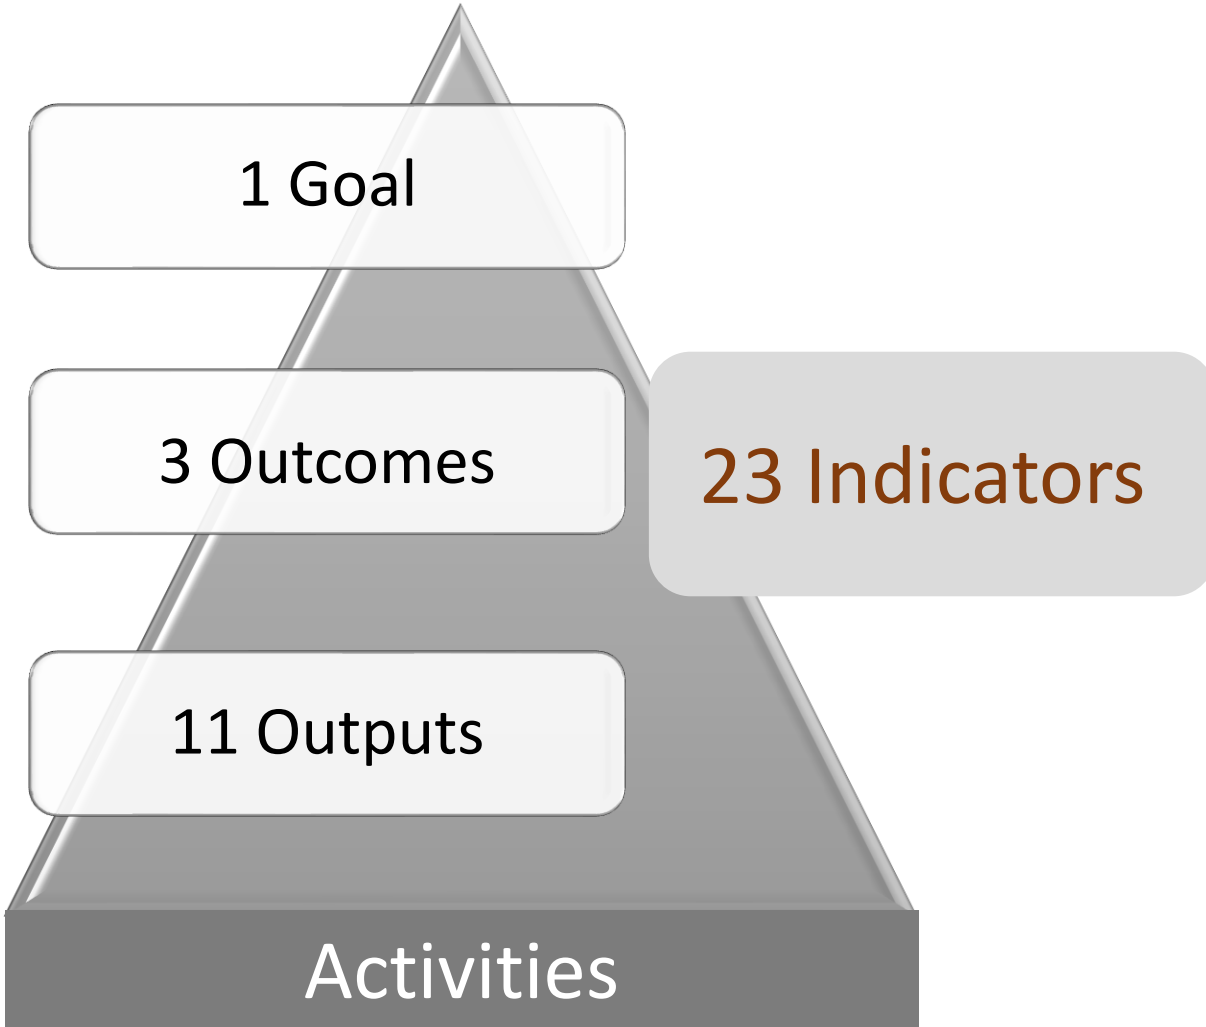 1 Goal
3 Outcomes
23 Indicators
11 Outputs
Activities